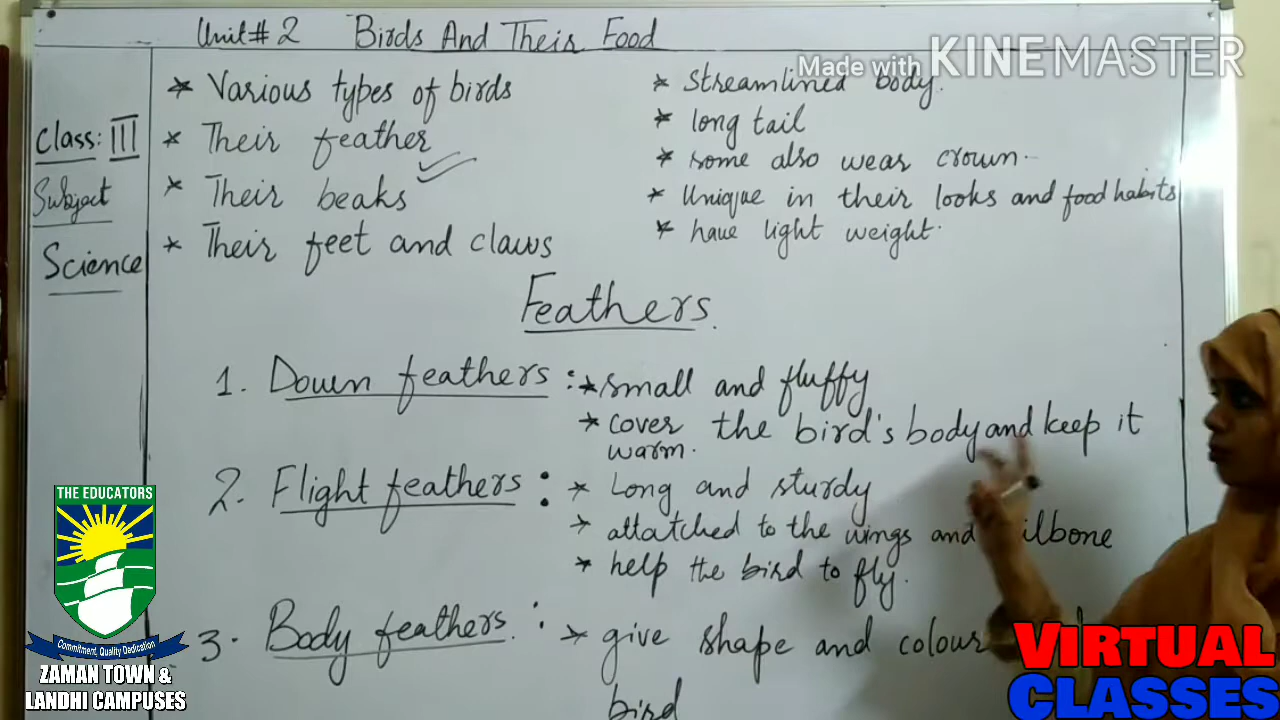 Unit# 2 Birds And Their Food
Made with KINEMASTER
Class: III
Subject
Science
* Various types of birds
* Their feather
* Their beaks
* Their feet and claws
* Streamlined body.
* long tail
* some also wear crown.
* Unique in their looks and food habits
* have light weight.
Feathers.
1. Down feathers : * small and fluffy
* cover the bird's body and keep it
warm.
2. Flight feathers : * Long and sturdy
* attatched to the wings and ilbone
* help the bird to fly.
3. Body feathers : * give shape and colour
bird
THE EDUCATORS
Commitment, Quality, Dedication
ZAMAN TOWN &
LANDHI CAMPUSES
VIRTUAL
CLASSES